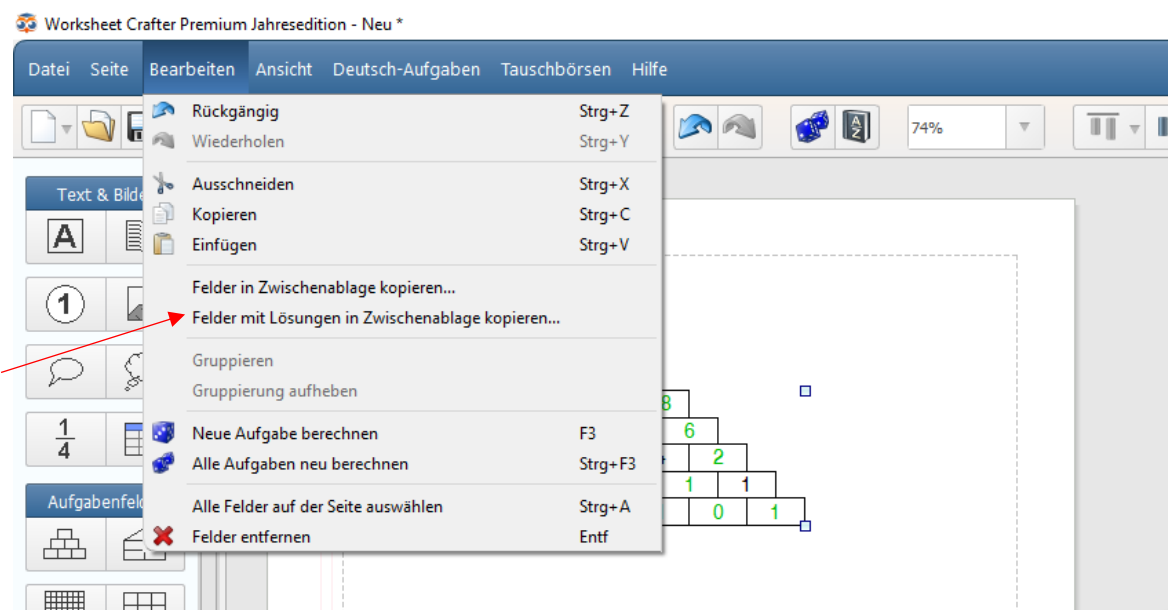 Worksheet Crafter Premium Jahresedition - Neu *
Datei Seite Bearbeiten Ansicht Deutsch-Aufgaben Tauschbörsen Hilfe
Rückgängig Strg+Z
Wiederholen Strg+Y
74%
Ausschneiden Strg+X
Text & Bilde
Kopieren Strg+C
A
Einfügen Strg+V
Felder in Zwischenablage kopieren...
1
Felder mit Lösungen in Zwischenablage kopieren...
Gruppieren
Gruppierung aufheben
8
Neue Aufgabe berechnen F3
6
1
4
Alle Aufgaben neu berechnen Strg+F3
2
1 1
Aufgabenfeld
Alle Felder auf der Seite auswählen Strg+A
0 1
Felder entfernen Entf